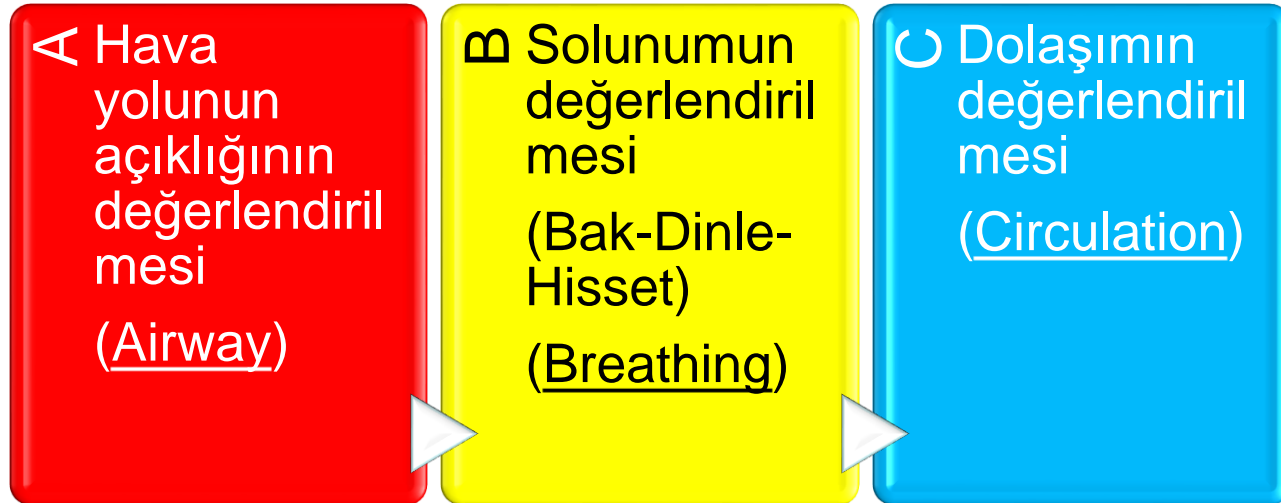 A
Hava
yolunun
açıklığının
değerlendiril
mesi
(Airway)
B
Solunumun
değerlendiril
mesi
(Bak-Dinle-
Hisset)
(Breathing)
C
Dolaşımın
değerlendiril
mesi
(Circulation)